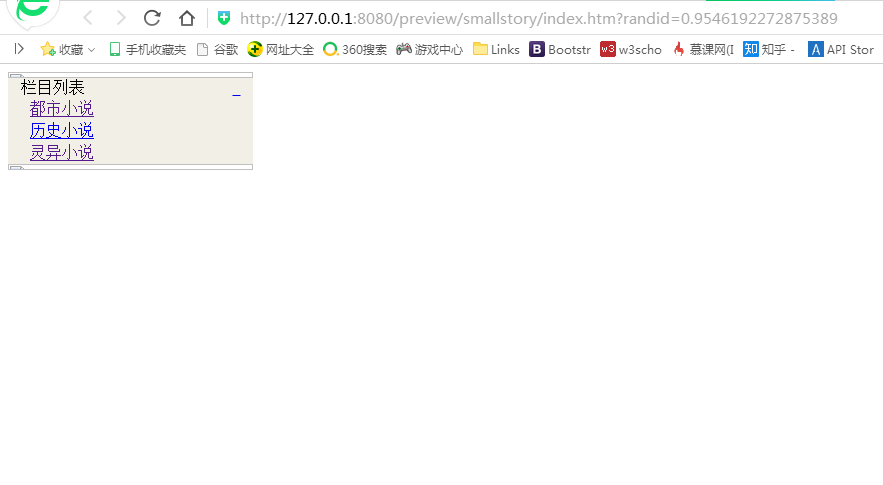 http://127.0.0.1:8080/preview/smallstory/index.htm?randid=0.9546192272875389
收藏 手机收藏夹 谷歌 网址大全 360搜索 游戏中心 Links Bootstr w3scho 慕课网(I 知乎 - API Stor
栏目列表
都市小说
历史小说
灵异小说